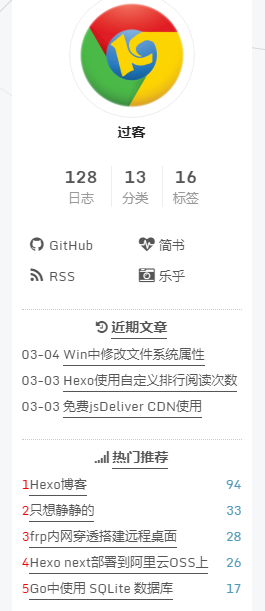 过客
128 13 16
日志 分类 标签
GitHub 简书
RSS 乐乎
近期文章
03-04 Win中修改文件系统属性
03-03 Hexo使用自定义排行阅读次数
03-03 免费jsDeliver CDN使用
热门推荐
1Hexo博客 94
2只想静静的 33
3frp内网穿透搭建远程桌面 28
4Hexo next部署到阿里云OSS上 26
5Go中使用 SQLite 数据库 17